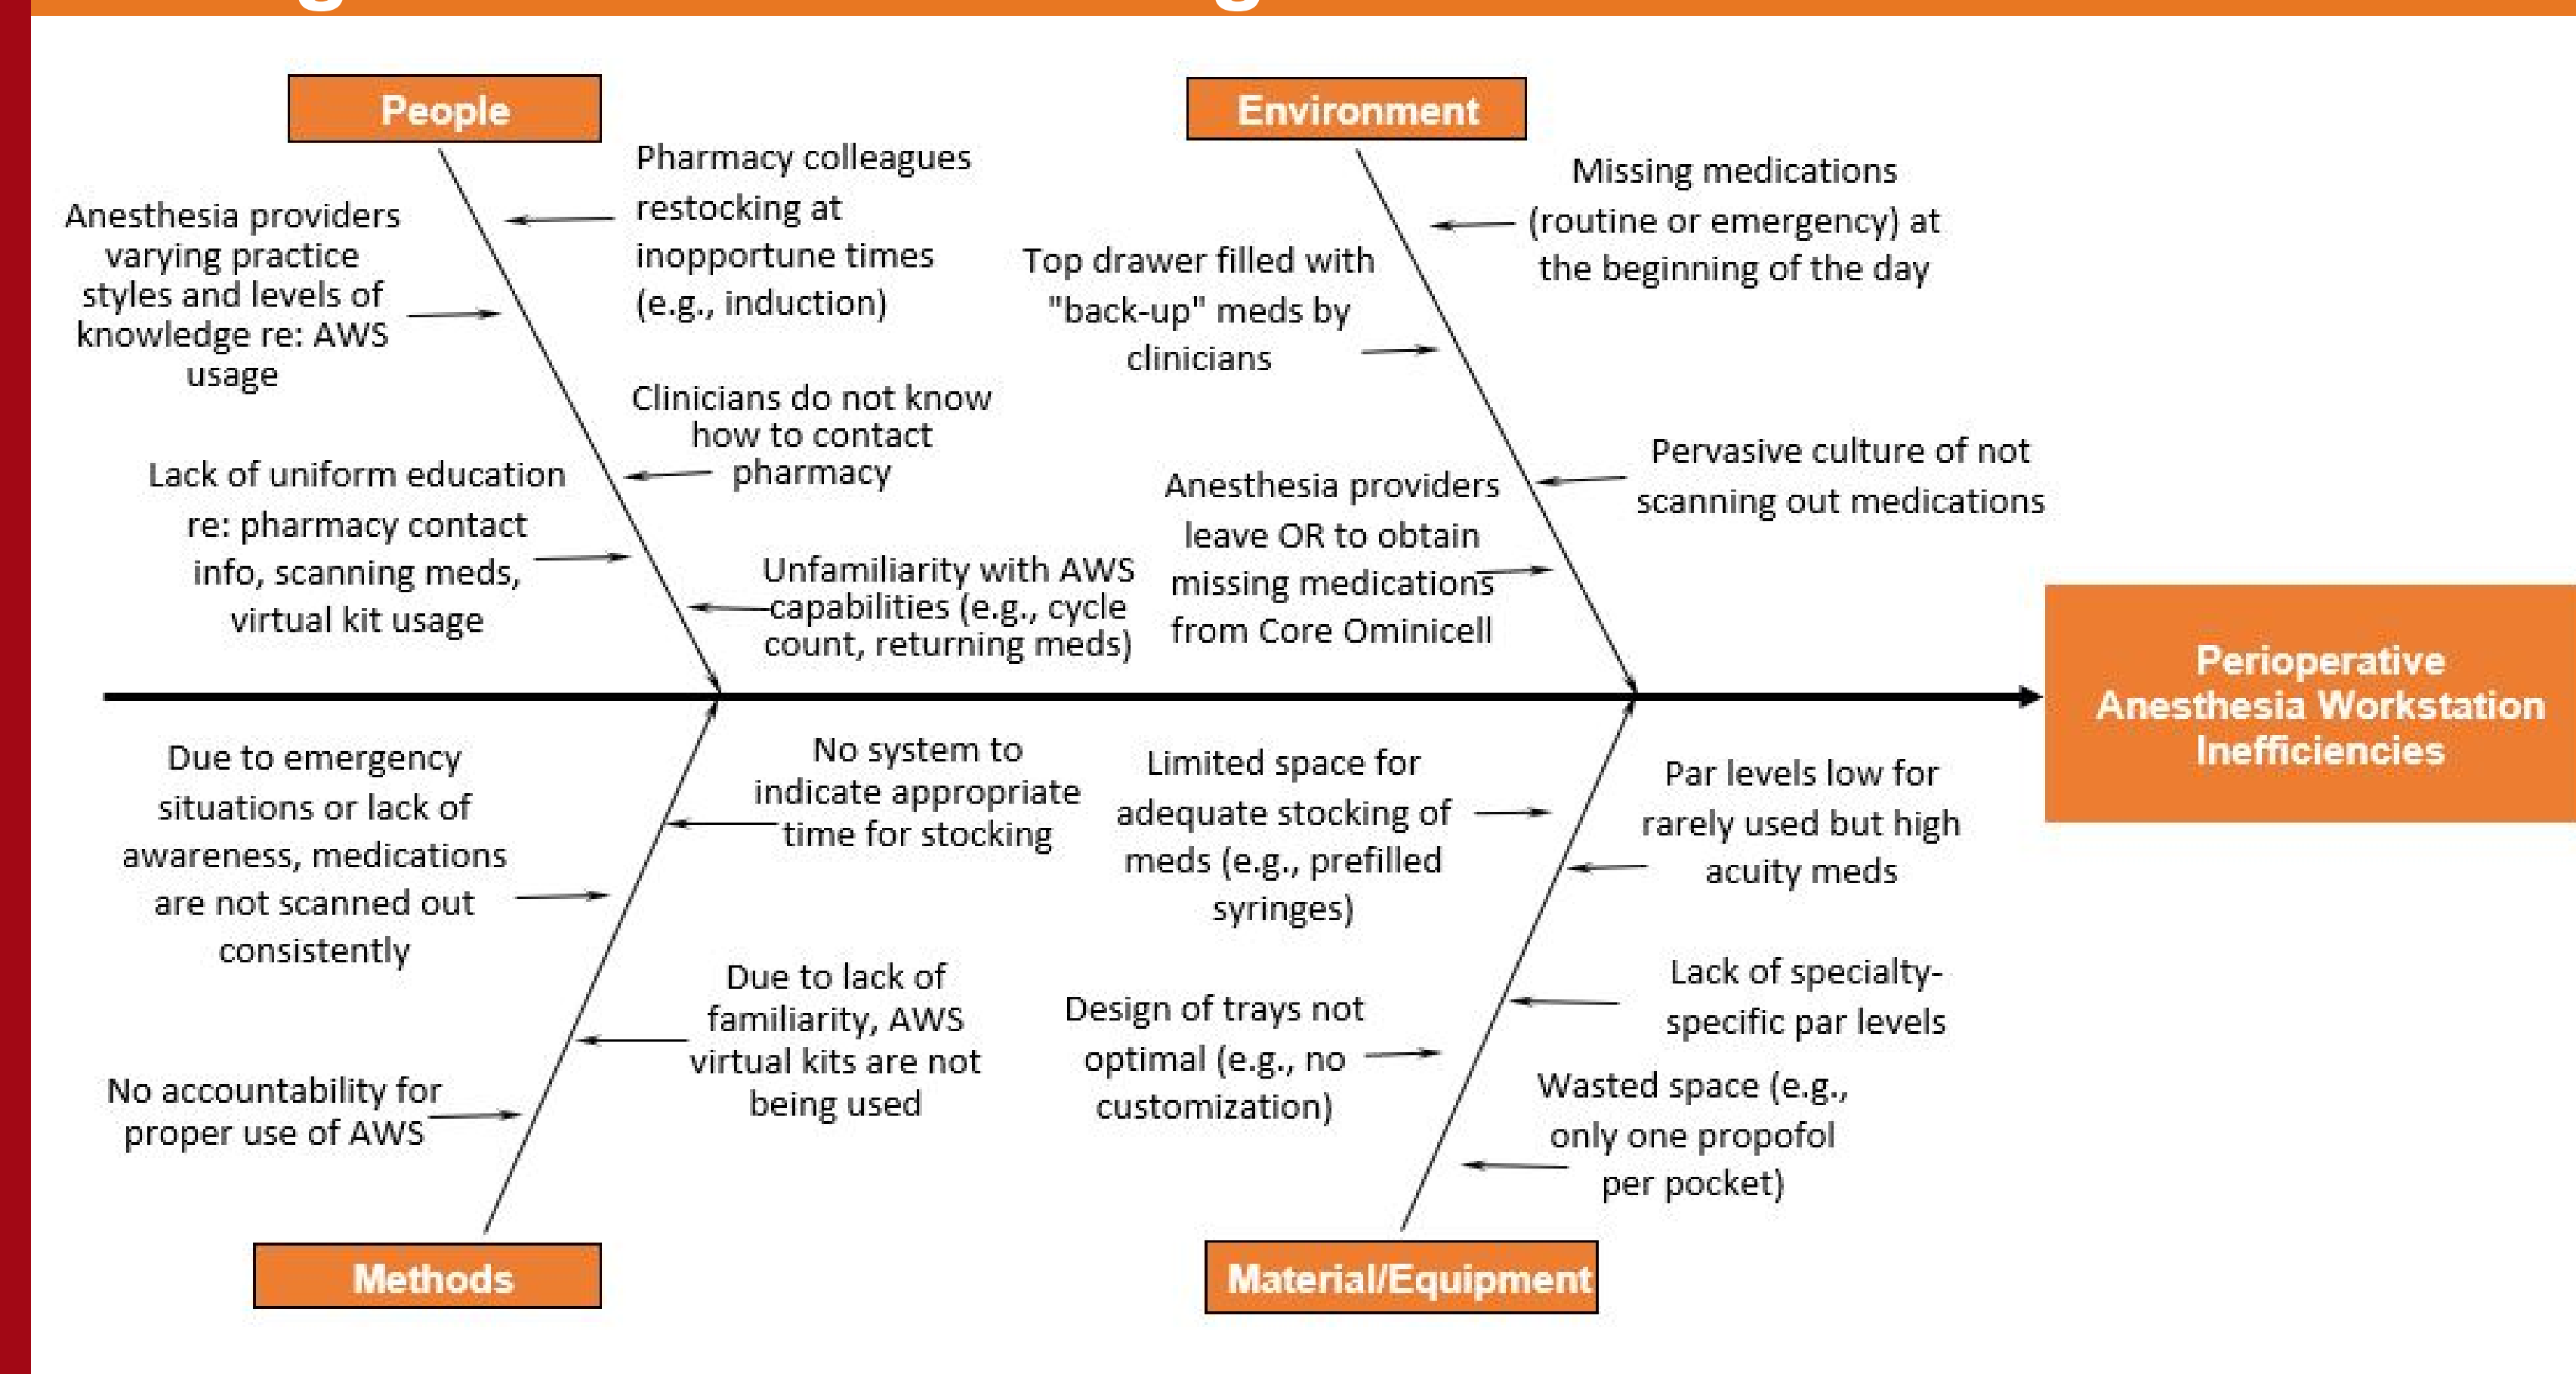 People
Pharmacy colleagues
restocking at
inopportune times
(e.g., induction)
Anesthesia providers
varying practice
styles and levels of
knowledge re: AWS
usage
Clinicians do not know
how to contact
pharmacy
Lack of uniform education
re: pharmacy contact
info, scanning meds,
virtual kit usage
Unfamiliarity with AWS
capabilities (e.g., cycle
count, returning meds)
Environment
Missing medications
(routine or emergency) at
the beginning of the day
Top drawer filled with
"back-up" meds by
clinicians
Pervasive culture of not
scanning out medications
Anesthesia providers
leave OR to obtain
missing medications
from Core Ominicell
Perioperative
Anesthesia Workstation
Inefficiencies
Due to emergency
situations or lack of
awareness, medications
are not scanned out
consistently
No system to
indicate appropriate
time for stocking
Due to lack of
familiarity, AWS
virtual kits are not
being used
No accountability for
proper use of AWS
Methods
Limited space for
adequate stocking of
meds (e.g., prefilled
syringes)
Par levels low for
rarely used but high
acuity meds
Lack of specialty-
specific par levels
Design of trays not
optimal (e.g., no
customization)
Wasted space (e.g.,
only one propofol
per pocket)
Material/Equipment